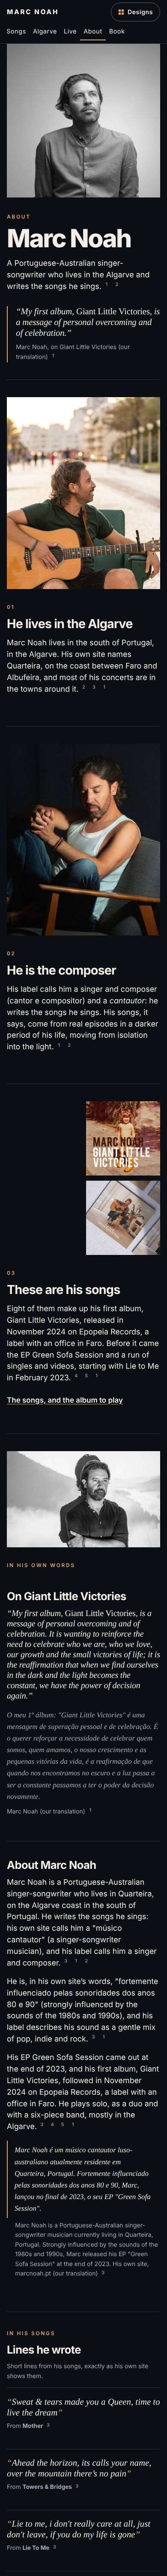 MARC NOAH
Designs
Songs Algarve Live About Book
ABOUT
Marc Noah
A Portuguese-Australian singer-
songwriter who lives in the Algarve and
writes the songs he sings. 1 2
“My first album, Giant Little Victories, is
a message of personal overcoming and
of celebration.”
Marc Noah, on Giant Little Victories (our
translation) 1
01
He lives in the Algarve
Marc Noah lives in the south of Portugal,
in the Algarve. His own site names
Quarteira, on the coast between Faro and
Albufeira, and most of his concerts are in
the towns around it. 2 3 1
02
He is the composer
His label calls him a singer and composer
(cantor e compositor) and a cantautor: he
writes the songs he sings. His songs, it
says, come from real episodes in a darker
period of his life, moving from isolation
into the light. 1 2
MARC NOAH
GIANT LITTLE
VICTORIES
03
These are his songs
Eight of them make up his first album,
Giant Little Victories, released in
November 2024 on Epopeia Records, a
label with an office in Faro. Before it came
the EP Green Sofa Session and a run of
singles and videos, starting with Lie to Me
in February 2023. 4 5 1
The songs, and the album to play
IN HIS OWN WORDS
On Giant Little Victories
“My first album, Giant Little Victories, is a
message of personal overcoming and of
celebration. It is wanting to reinforce the
need to celebrate who we are, who we love,
our growth and the small victories of life; it is
the reaffirmation that when we find ourselves
in the dark and the light becomes the
constant, we have the power of decision
again.”
O meu 1º álbum: "Giant Little Victories" é uma
mensagem de superação pessoal e de celebração. É
o querer reforçar a necessidade de celebrar quem
somos, quem amamos, o nosso crescimento e as
pequenas vitórias da vida; é a reafirmação de que
quando nos encontramos no escuro e a luz passa a
ser a constante passamos a ter o poder da decisão
novamente.
Marc Noah (our translation) 1
About Marc Noah
Marc Noah is a Portuguese-Australian
singer-songwriter who lives in Quarteira,
on the Algarve coast in the south of
Portugal. He writes the songs he sings:
his own site calls him a "músico
cantautor" (a singer-songwriter
musician), and his label calls him a singer
and composer. 3 1 2
He is, in his own site's words, "fortemente
influenciado pelas sonoridades dos anos
80 e 90" (strongly influenced by the
sounds of the 1980s and 1990s), and his
label describes his sound as a gentle mix
of pop, indie and rock. 3 1
His EP Green Sofa Session came out at
the end of 2023, and his first album, Giant
Little Victories, followed in November
2024 on Epopeia Records, a label with an
office in Faro. He plays solo, as a duo and
with a six-piece band, mostly in the
Algarve. 3 4 5 1
Marc Noah é um músico cantautor luso-
australiano atualmente residente em
Quarteira, Portugal. Fortemente influenciado
pelas sonoridades dos anos 80 e 90, Marc,
lançou no final de 2023, o seu EP "Green Sofa
Session".
Marc Noah is a Portuguese-Australian singer-
songwriter musician currently living in Quarteira,
Portugal. Strongly influenced by the sounds of the
1980s and 1990s, Marc released his EP "Green
Sofa Session" at the end of 2023. His own site,
marcnoah.pt (our translation) 3
IN HIS SONGS
Lines he wrote
Short lines from his songs, exactly as his own site
shows them.
“Sweat & tears made you a Queen, time to
live the dream”
From Mother 3
“Ahead the horizon, its calls your name,
over the mountain there's no pain”
From Towers & Bridges 3
“Lie to me, i don't really care at all, just
don't leave, if you do my life is gone”
From Lie To Me 3